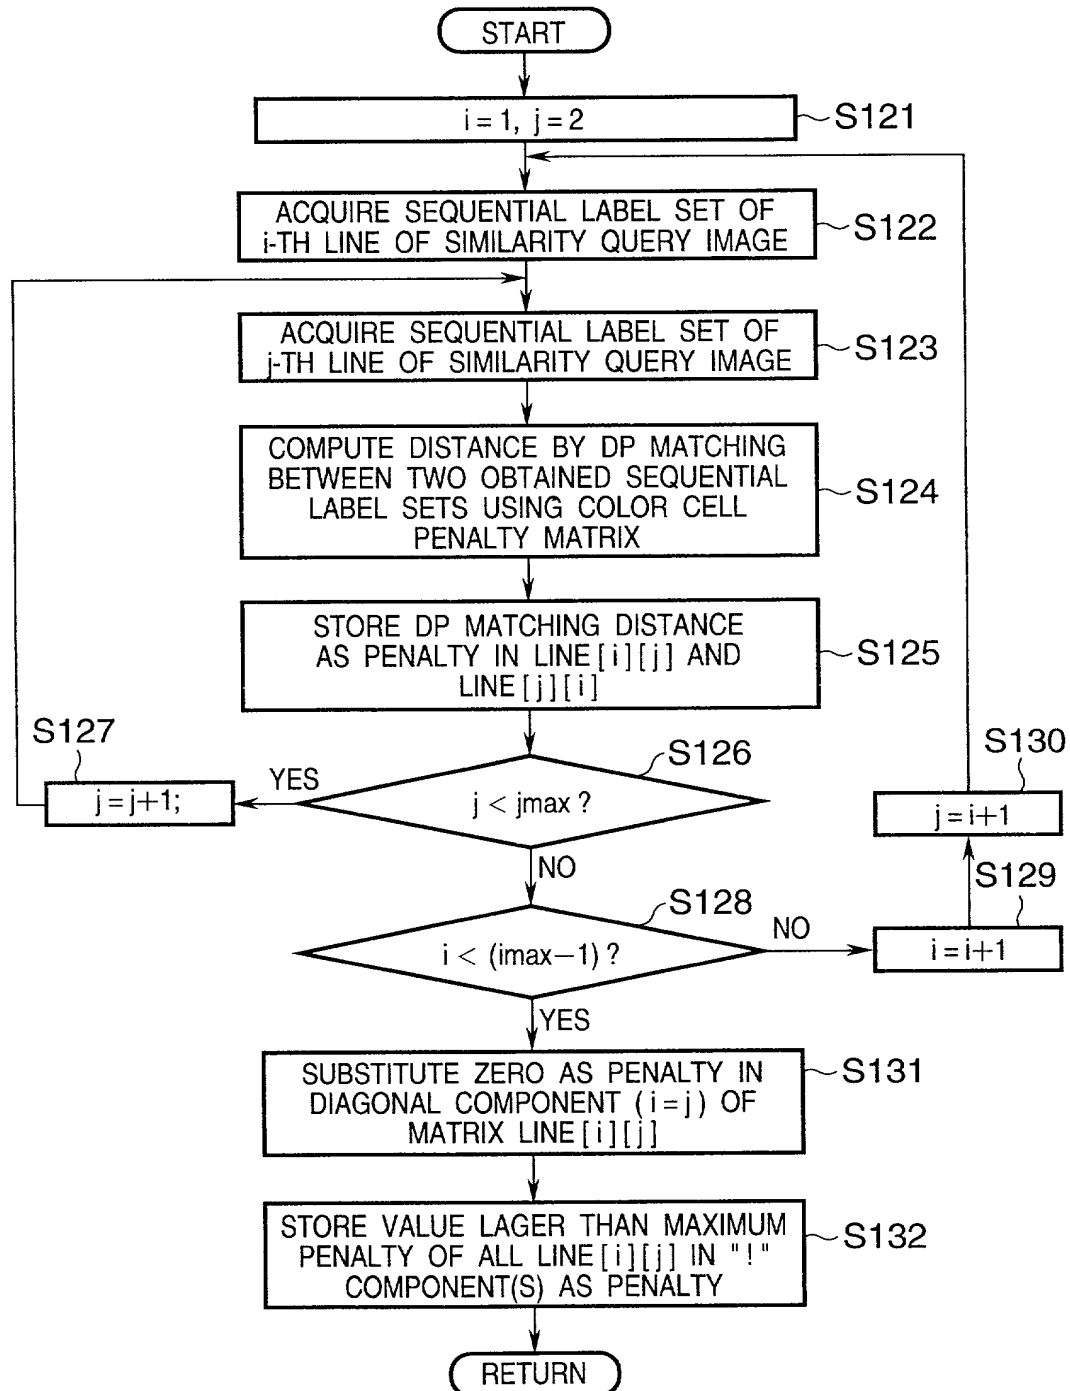 START
i=1, j=2
S121
ACQUIRE SEQUENTIAL LABEL SET OF
i-TH LINE OF SIMILARITY QUERY IMAGE
S122
ACQUIRE SEQUENTIAL LABEL SET OF
j-TH LINE OF SIMILARITY QUERY IMAGE
S123
COMPUTE DISTANCE BY DP MATCHING
BETWEEN TWO OBTAINED SEQUENTIAL
LABEL SETS USING COLOR CELL
PENALTY MATRIX
S124
STORE DP MATCHING DISTANCE
AS PENALTY IN LINE[i][j] AND
LINE[j][i]
S125
S127
j=j+1;
YES
S126
j < jmax ?
NO
S130
j=i+1
S129
i=i+1
S128
i < (imax−1) ?
NO
YES
SUBSTITUTE ZERO AS PENALTY IN
DIAGONAL COMPONENT (i=j) OF
MATRIX LINE[i][j]
S131
STORE VALUE LAGER THAN MAXIMUM
PENALTY OF ALL LINE[i][j] IN "!"
COMPONENT(S) AS PENALTY
S132
RETURN